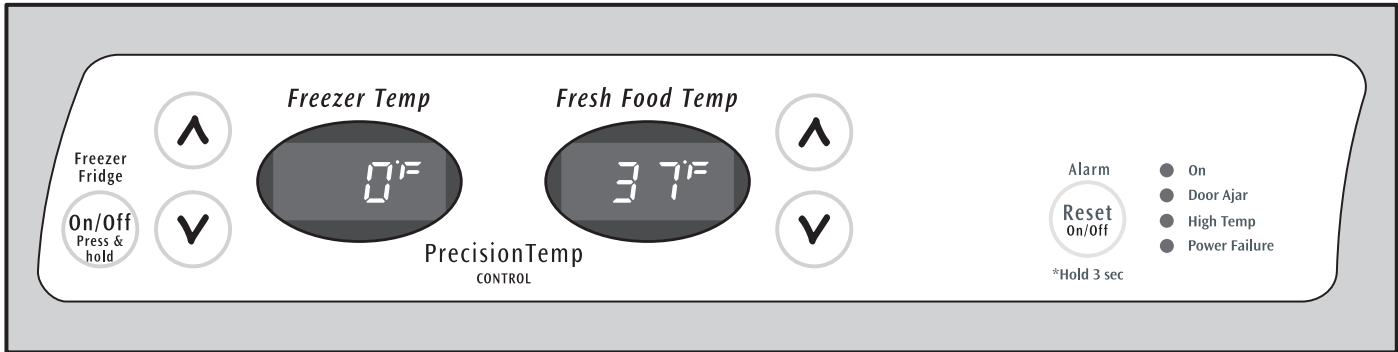 Freezer Temp
Fresh Food Temp
Freezer
Fridge
On/Off
Press &
hold
0°F
37°F
PrecisionTemp
CONTROL
Alarm
Reset
On/Off
*Hold 3 sec
On
Door Ajar
High Temp
Power Failure